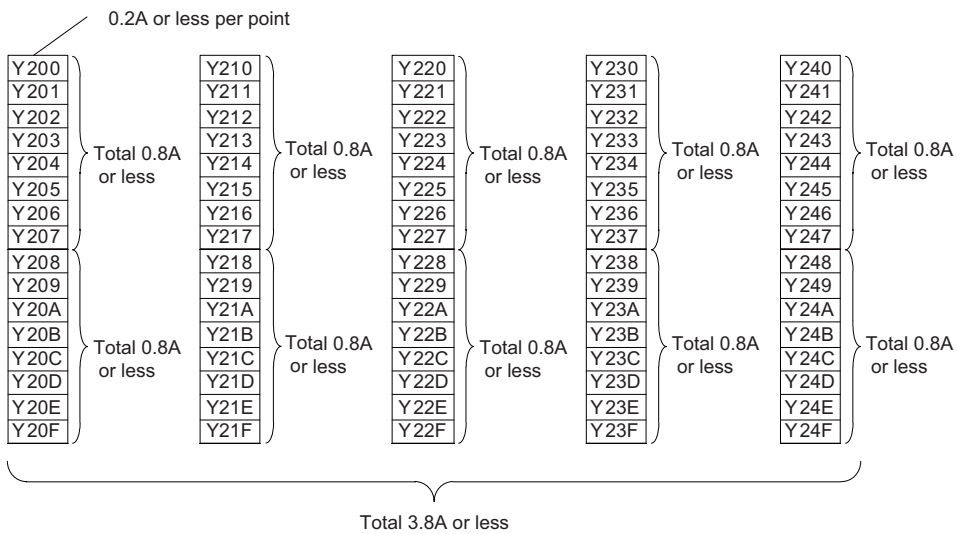 0.2A or less per point
Y200 Y210 Y220 Y230 Y240
Y201 Y211 Y221 Y231 Y241
Y202 Y212 Y222 Y232 Y242
Y203 Y213 Y223 Y233 Y243
Y204 Y214 Y224 Y234 Y244
Y205 Y215 Y225 Y235 Y245
Y206 Y216 Y226 Y236 Y246
Y207 Y217 Y227 Y237 Y247
Total 0.8A Total 0.8A Total 0.8A Total 0.8A Total 0.8A
or less or less or less or less or less
Y208 Y218 Y228 Y238 Y248
Y209 Y219 Y229 Y239 Y249
Y20A Y21A Y22A Y23A Y24A
Y20B Y21B Y22B Y23B Y24B
Y20C Y21C Y22C Y23C Y24C
Y20D Y21D Y22D Y23D Y24D
Y20E Y21E Y22E Y23E Y24E
Y20F Y21F Y22F Y23F Y24F
Total 0.8A Total 0.8A Total 0.8A Total 0.8A Total 0.8A
or less or less or less or less or less
Total 3.8A or less